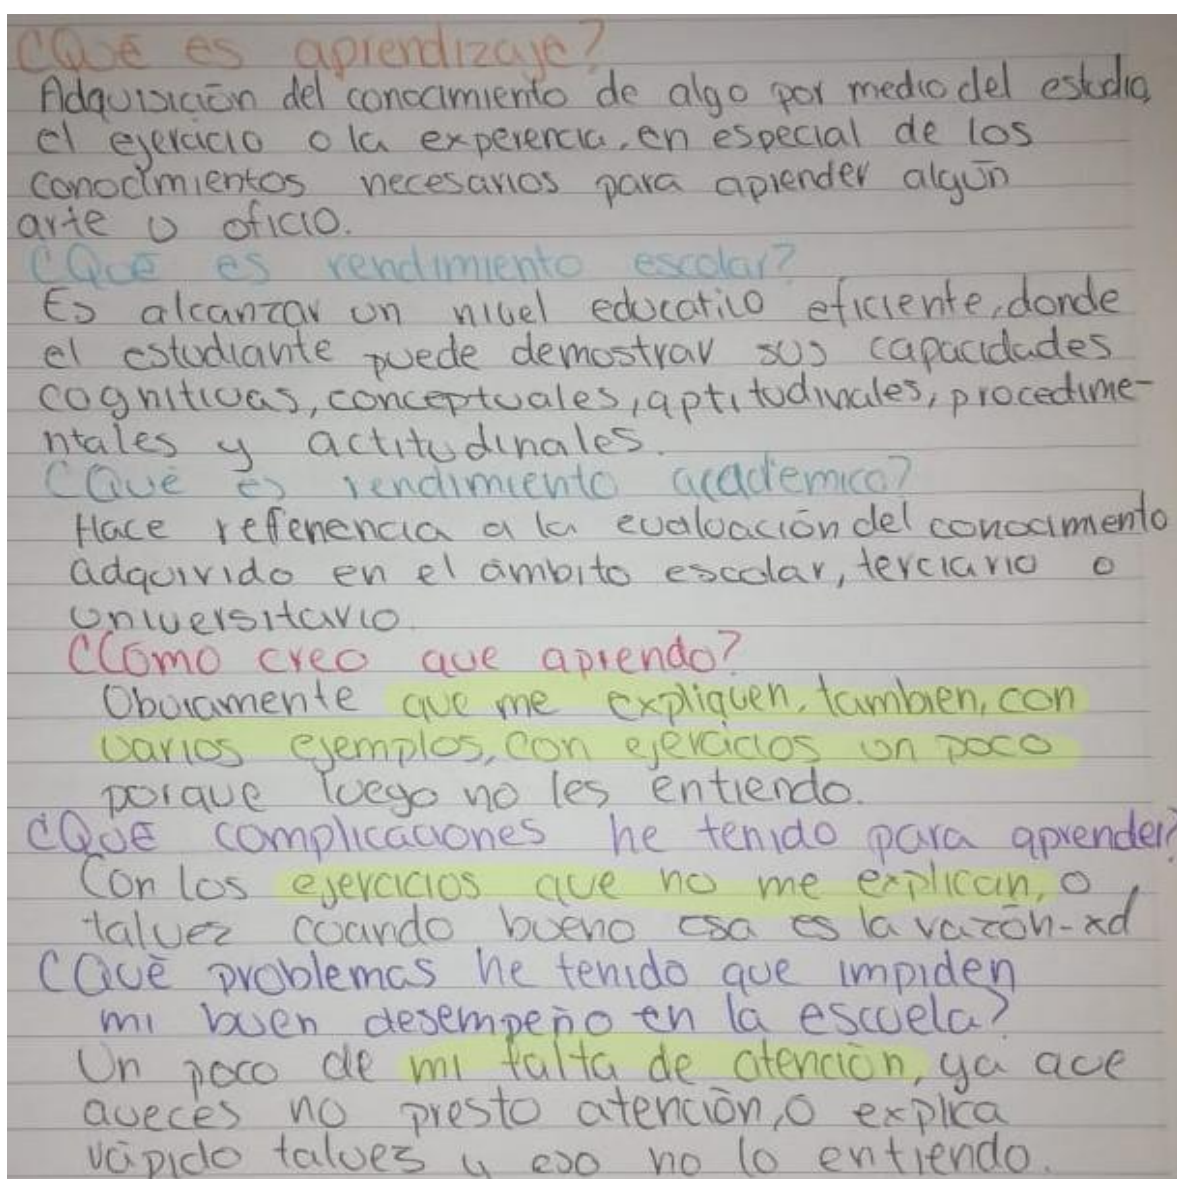 ¿Qué es aprendizaje?
Adquisición del conocimiento de algo por medio del estudio,
el ejercicio o la experencia, en especial de los
conocimientos necesarios para aprender algún
arte u oficio.
¿Qué es rendimiento escolar?
Es alcanzar un nivel educativo eficiente, donde
el estudiante puede demostrar sus capacidades
cognitivas, conceptuales, aptitudinales, procedime-
ntales y actitudinales.
¿Qué es rendimiento académico?
Hace refenencia a la evaluación del conocimento
adquirido en el ámbito escolar, terciario o
universitario.
¿Cómo creo que aprendo?
Obviamente que me expliquen, tambien, con
varios ejemplos, con ejercicios un poco
porque luego no les entiendo.
¿Qué complicaciones he tenido para aprender?
Con los ejercicios que no me explican, o
talvez cuando bueno esa es la razón-xd
¿Qué problemas he tenido que impiden
mi buen desempeño en la escuela?
Un poco de mi falta de atención, ya que
aveces no presto atención, o explica
rápido talves y eso no lo entiendo.